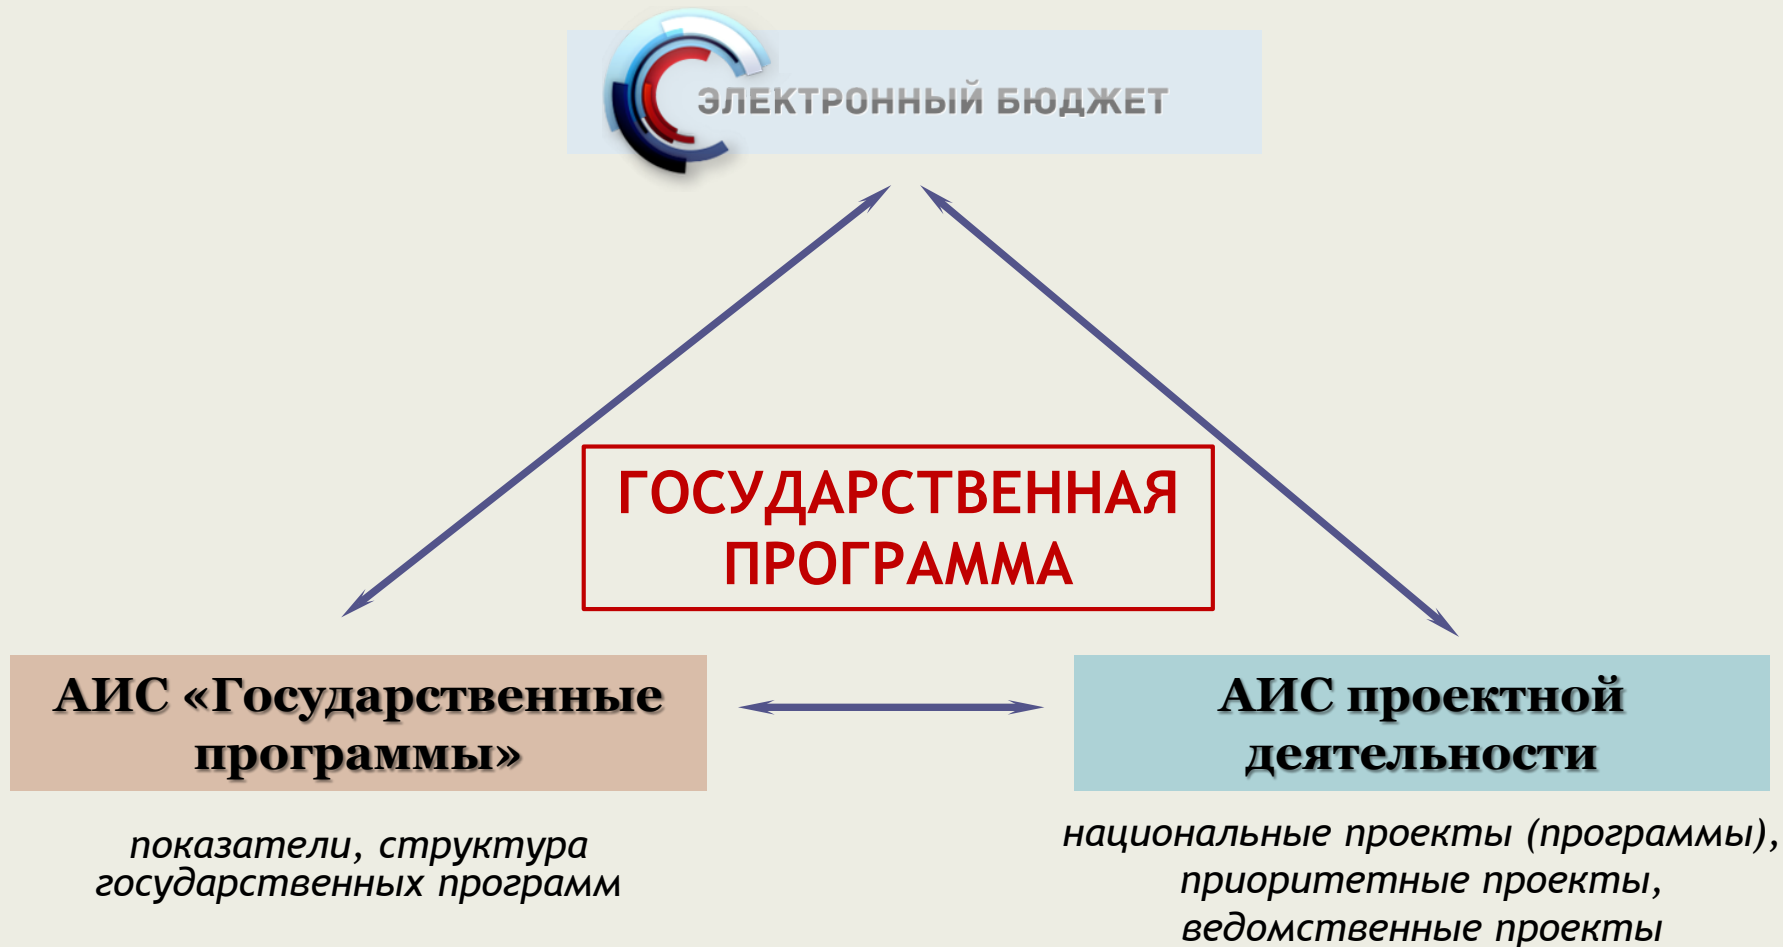 ЭЛЕКТРОННЫЙ БЮДЖЕТ
ГОСУДАРСТВЕННАЯ
ПРОГРАММА
АИС «Государственные
программы»
показатели, структура
государственных программ
АИС проектной
деятельности
национальные проекты (программы),
приоритетные проекты,
ведомственные проекты